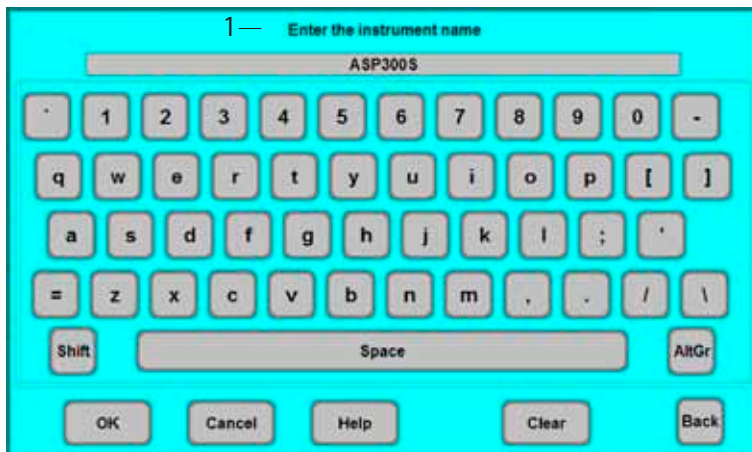 1— Enter the instrument name
ASP300S
` 1 2 3 4 5 6 7 8 9 0 -
q w e r t y u i o p [ ]
a s d f g h j k l ; '
= z x c v b n m , . / \
Shift Space AltGr
OK Cancel Help Clear Back